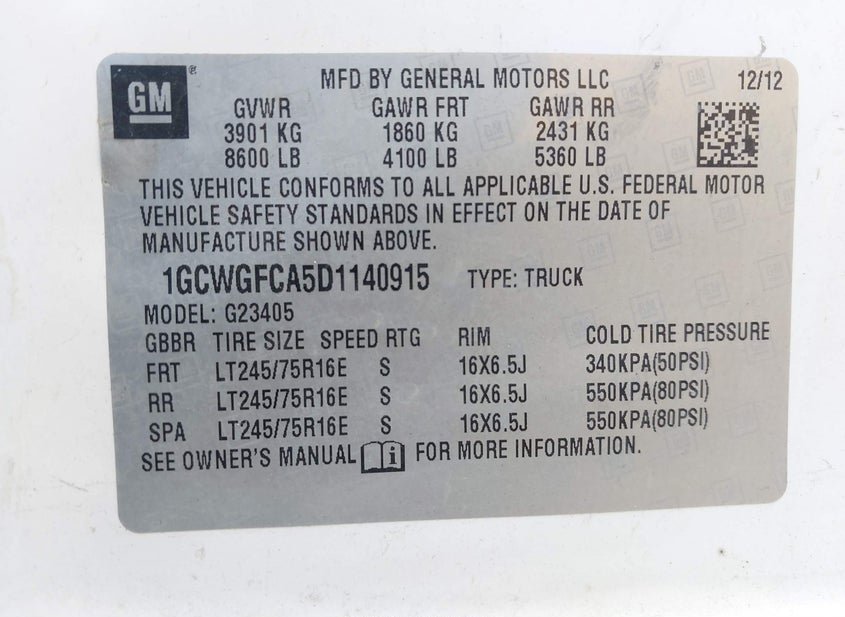 GM MFD BY GENERAL MOTORS LLC 12/12
GVWR GAWR FRT GAWR RR
3901 KG 1860 KG 2431 KG
8600 LB 4100 LB 5360 LB
THIS VEHICLE CONFORMS TO ALL APPLICABLE U.S. FEDERAL MOTOR
VEHICLE SAFETY STANDARDS IN EFFECT ON THE DATE OF
MANUFACTURE SHOWN ABOVE.
1GCWGFCA5D1140915 TYPE: TRUCK
MODEL: G23405
GBBR TIRE SIZE SPEED RTG RIM COLD TIRE PRESSURE
FRT LT245/75R16E S 16X6.5J 340KPA(50PSI)
RR LT245/75R16E S 16X6.5J 550KPA(80PSI)
SPA LT245/75R16E S 16X6.5J 550KPA(80PSI)
SEE OWNER'S MANUAL i FOR MORE INFORMATION.